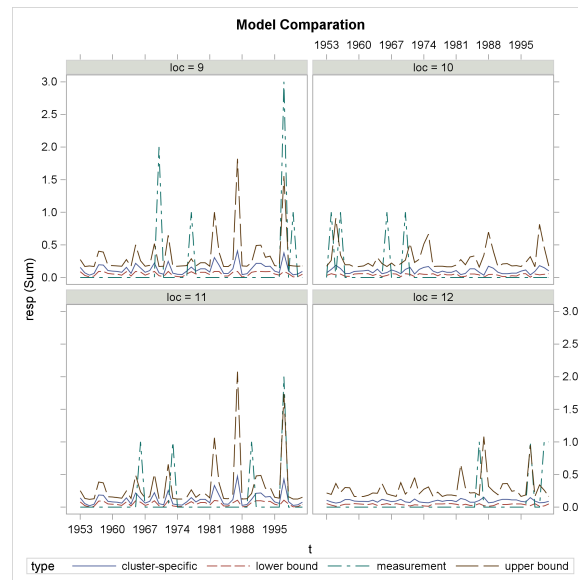 Model Comparation
1953 1960 1967 1974 1981 1988 1995
loc = 9
loc = 10
3.0
2.5
2.0
1.5
1.0
0.5
0.0
resp (Sum)
loc = 11
loc = 12
3.0
2.5
2.0
1.5
1.0
0.5
0.0
1953 1960 1967 1974 1981 1988 1995
t
type cluster-specific lower bound measurement upper bound